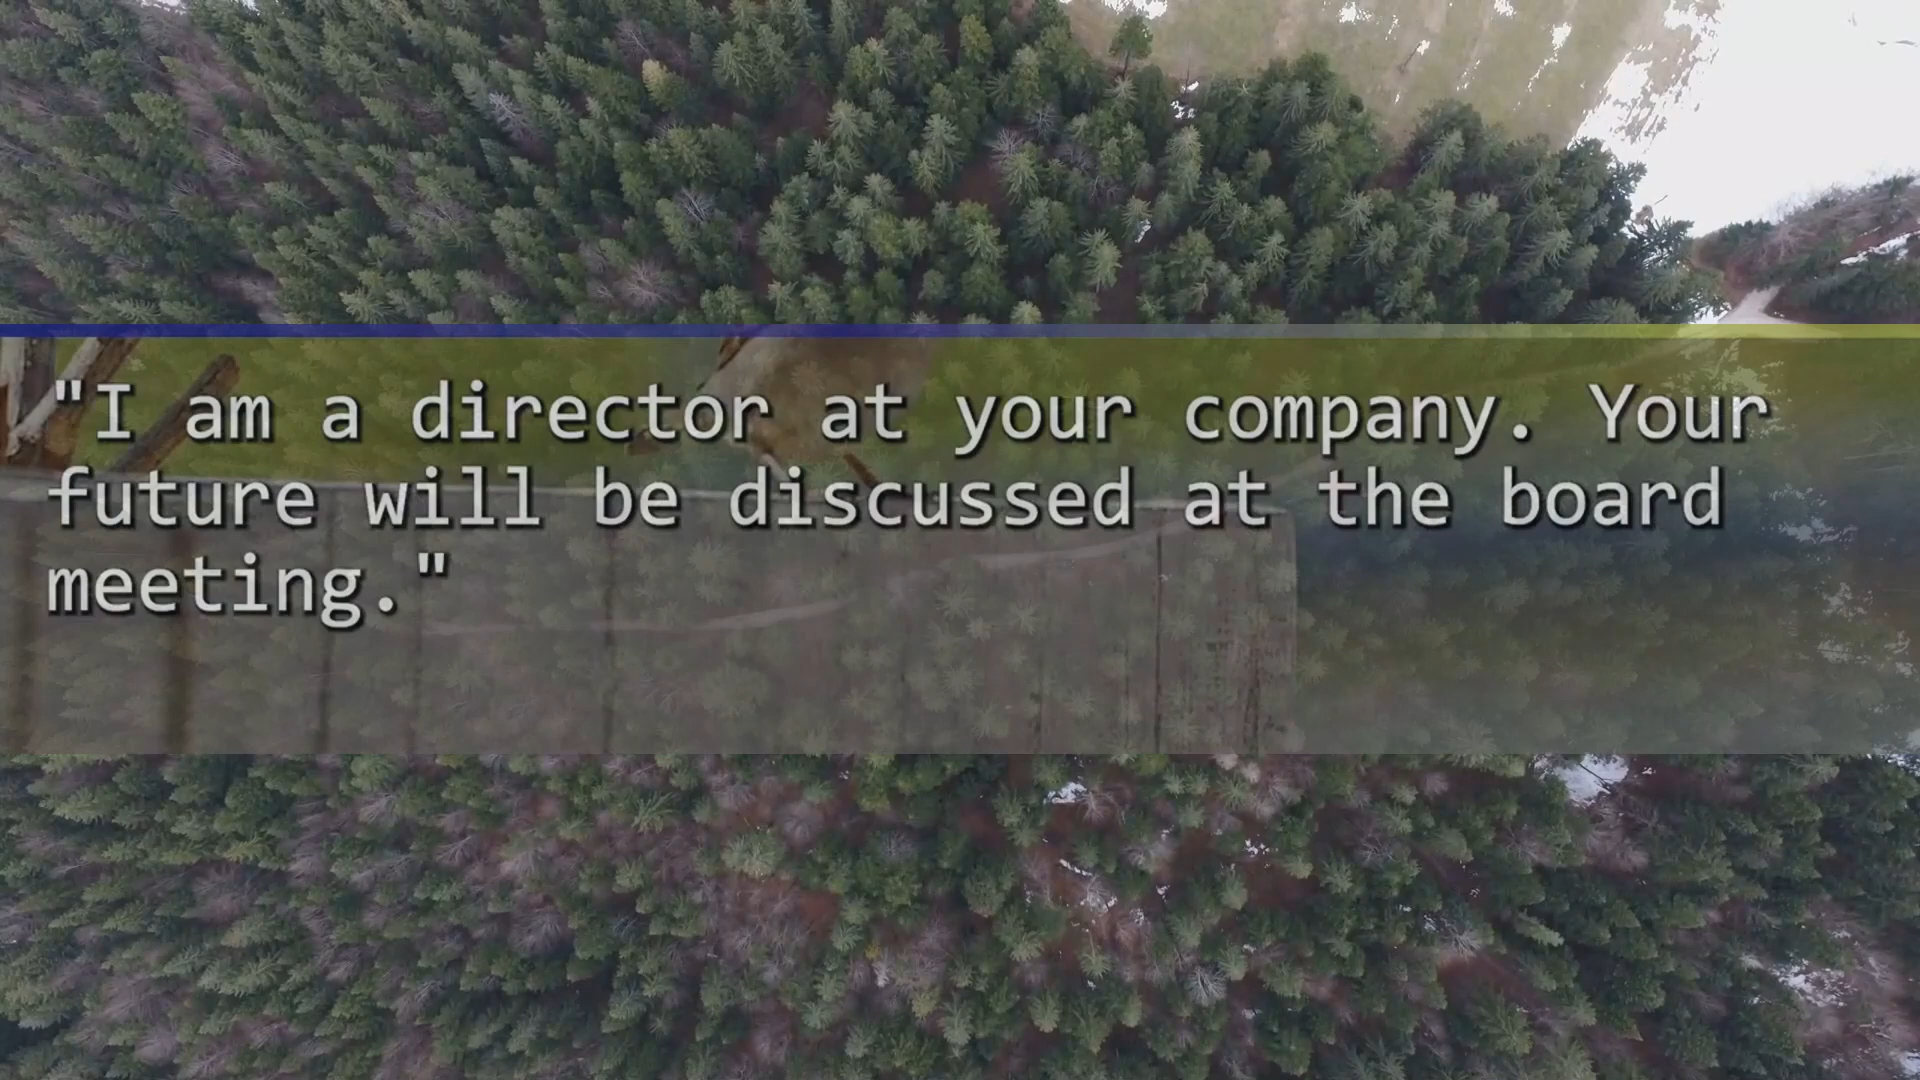 "I am a director at your company. Your
future will be discussed at the board
meeting."